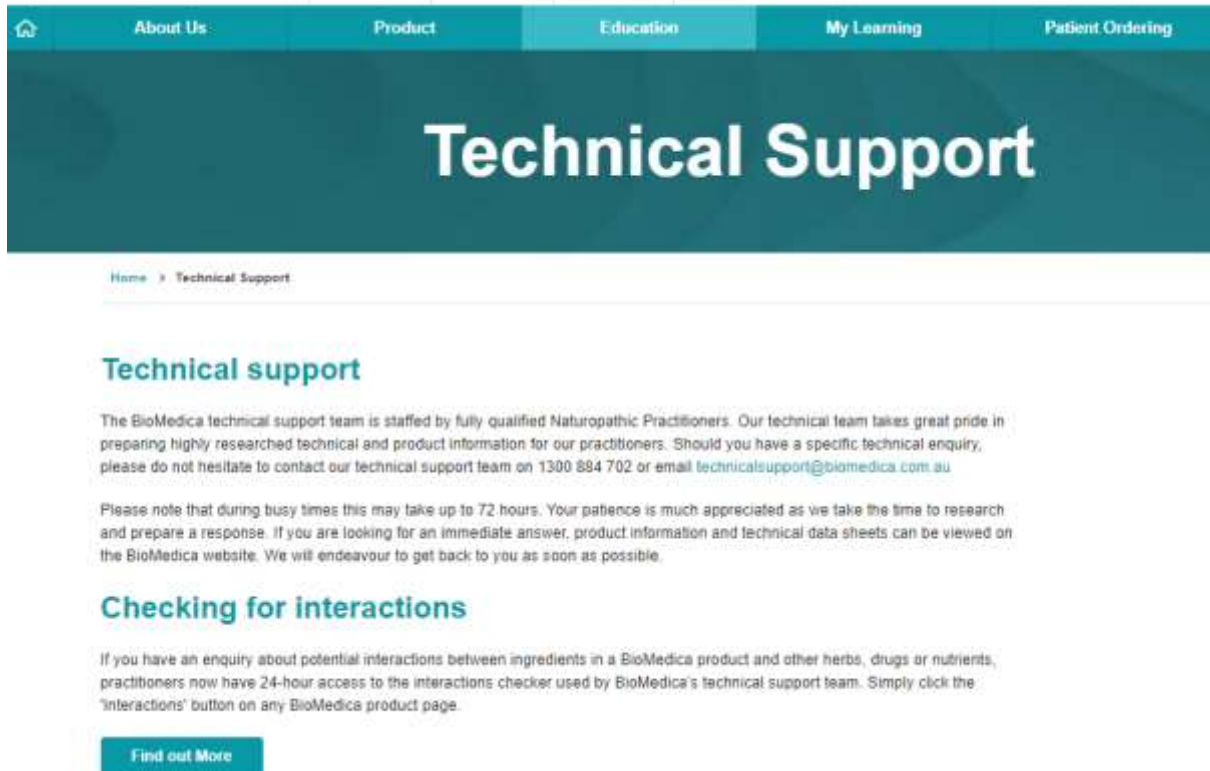 About Us Product Education My Learning Patient Ordering
Technical Support
Home > Technical Support
Technical support
The BioMedica technical support team is staffed by fully qualified Naturopathic Practitioners. Our technical team takes great pride in
preparing highly researched technical and product information for our practitioners. Should you have a specific technical enquiry,
please do not hesitate to contact our technical support team on 1300 884 702 or email technicalsupport@biomedica.com.au
Please note that during busy times this may take up to 72 hours. Your patience is much appreciated as we take the time to research
and prepare a response. If you are looking for an immediate answer, product information and technical data sheets can be viewed on
the BioMedica website. We will endeavour to get back to you as soon as possible.
Checking for interactions
If you have an enquiry about potential interactions between ingredients in a BioMedica product and other herbs, drugs or nutrients,
practitioners now have 24-hour access to the interactions checker used by BioMedica's technical support team. Simply click the
'Interactions' button on any BioMedica product page.
Find out More